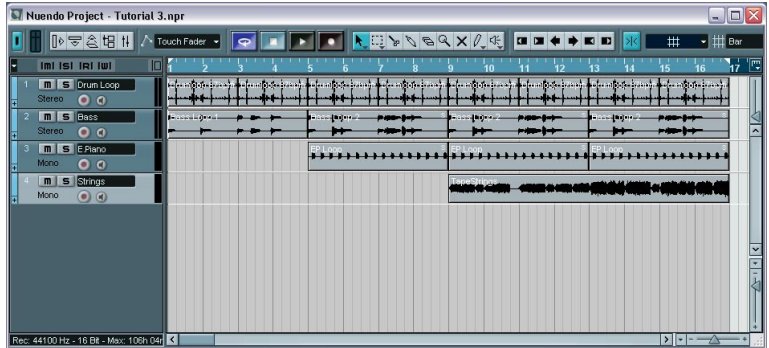 Nuendo Project - Tutorial 3.npr
Touch Fader
Bar
m s R W
1 2 3 4 5 6 7 8 9 10 11 12 13 14 15 16 17
1 m S Drum Loop
Stereo
2 m S Bass
Stereo
Bass Loop 1 Bass Loop 2 Bass Loop 2 Bass Loop 2
3 m S E.Piano
Mono
EP Loop EP Loop EP Loop
4 m S Strings
Mono
TapeStrings
Rec: 44100 Hz - 16 Bit - Max: 106h 04